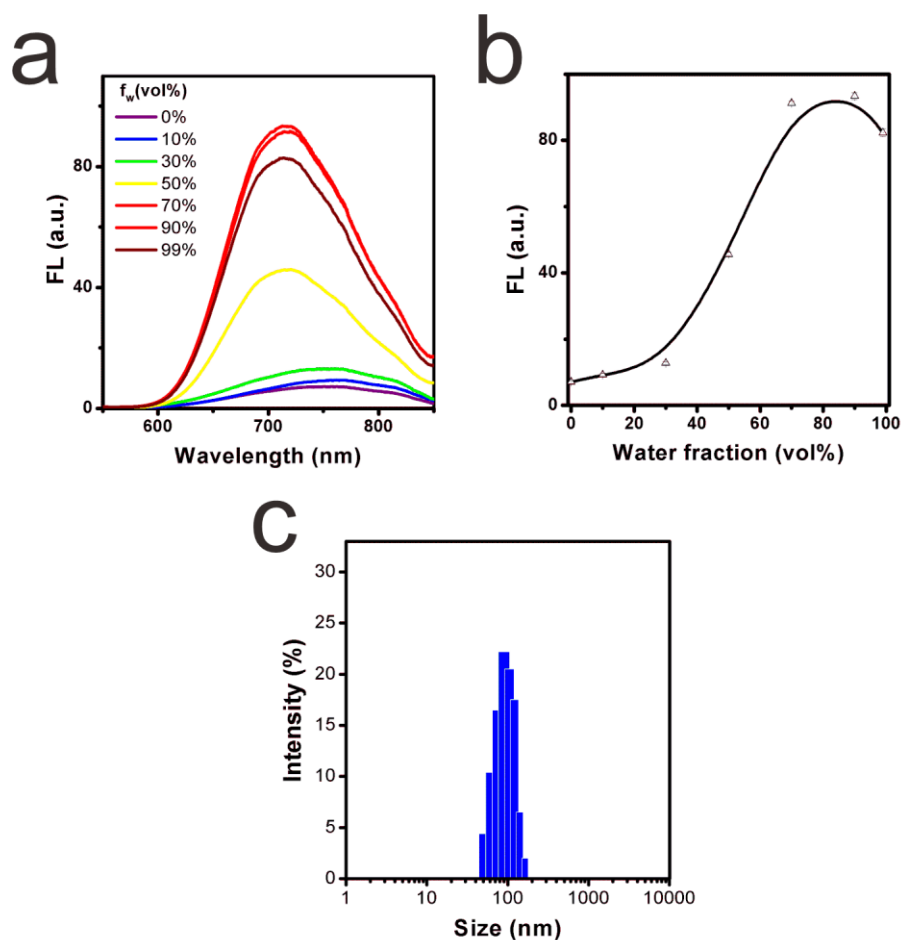 a
f_w(vol%)
0%
10%
30%
50%
70%
90%
99%
80
40
0
FL (a.u.)
600 700 800
Wavelength (nm)
b
80
40
0
FL (a.u.)
0 20 40 60 80 100
Water fraction (vol%)
c
30
25
20
15
10
5
0
Intensity (%)
1 10 100 1000 10000
Size (nm)